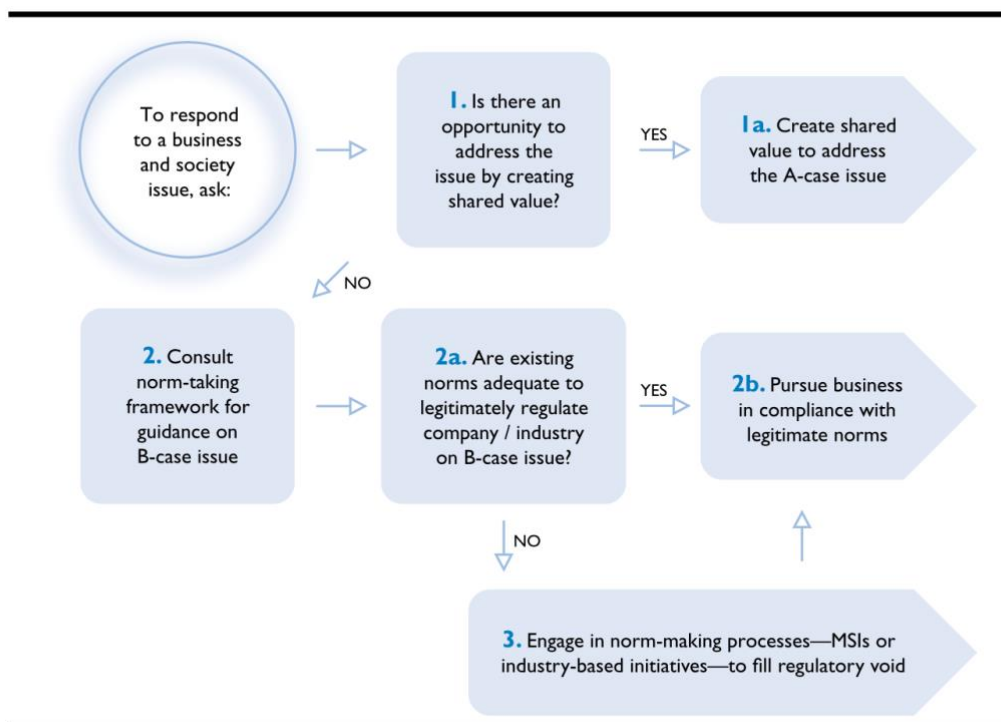 To respond
to a business
and society
issue, ask:
1. Is there an
opportunity to
address the
issue by creating
shared value?
YES
1a. Create shared
value to address
the A-case issue
NO
2. Consult
norm-taking
framework for
guidance on
B-case issue
2a. Are existing
norms adequate to
legitimately regulate
company / industry
on B-case issue?
YES
2b. Pursue business
in compliance with
legitimate norms
NO
3. Engage in norm-making processes—MSIs or
industry-based initiatives—to fill regulatory void